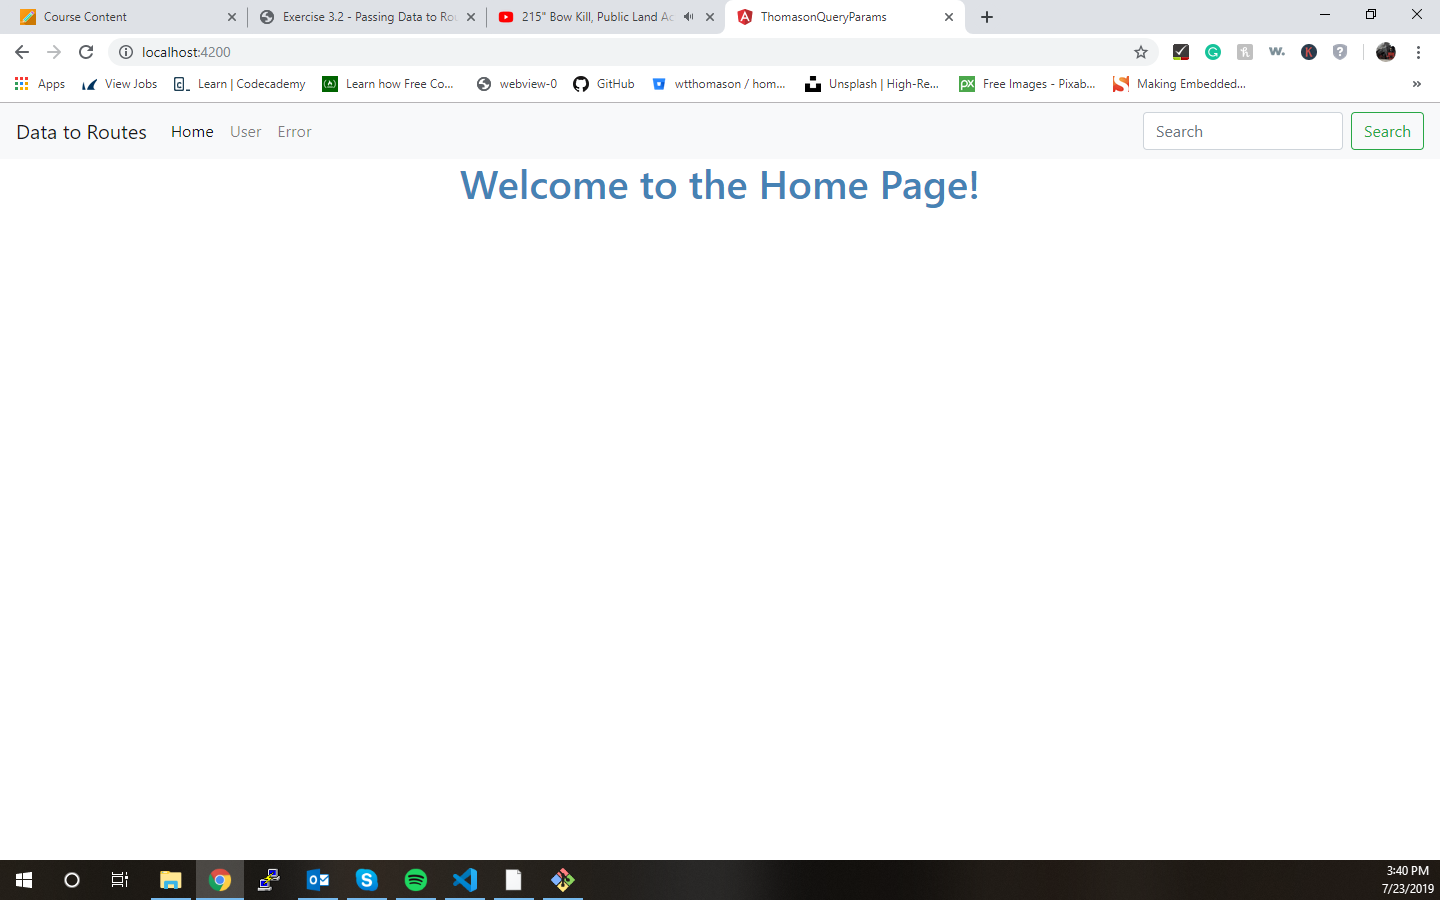 Course Content
Exercise 3.2 - Passing Data to Rou
215" Bow Kill, Public Land Ac
ThomasonQueryParams
localhost:4200
Apps
View Jobs
Learn | Codecademy
Learn how Free Co...
webview-0
GitHub
wtthomason / hom...
Unsplash | High-Re...
Free Images - Pixab...
Making Embedded...
»
Data to Routes
Home
User
Error
Search
Search
Welcome to the Home Page!
3:40 PM
7/23/2019